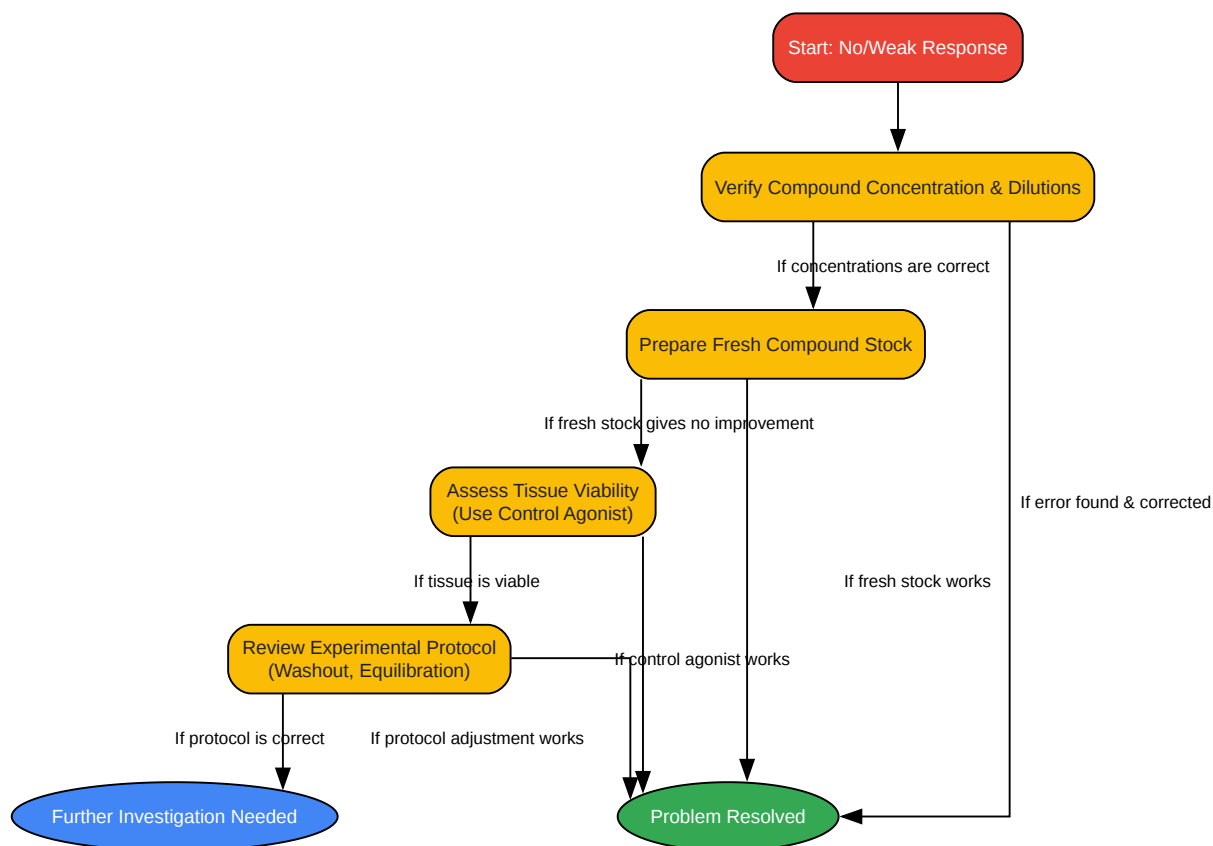 Start: No/Weak Response
Verify Compound Concentration & Dilutions
If concentrations are correct
Prepare Fresh Compound Stock
If fresh stock gives no improvement
Assess Tissue Viability
(Use Control Agonist)
If error found & corrected
If tissue is viable
If fresh stock works
Review Experimental Protocol
(Washout, Equilibration)
If control agonist works
If protocol is correct
If protocol adjustment works
Further Investigation Needed
Problem Resolved